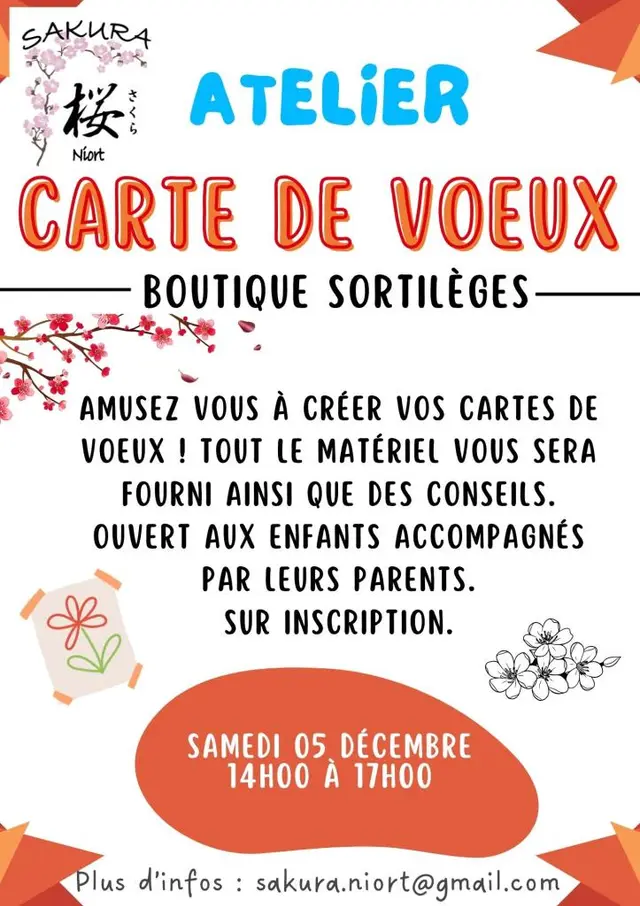 SAKURA
桜
さくら
Niort
ATELiER
CARTE DE VOEUX
BOUTIQUE SORTILÈGES
AMUSEZ VOUS À CRÉER VOS CARTES DE
VOEUX ! TOUT LE MATÉRIEL VOUS SERA
FOURNI AINSI QUE DES CONSEILS.
OUVERT AUX ENFANTS ACCOMPAGNÉS
PAR LEURS PARENTS.
SUR INSCRIPTION.
SAMEDI 05 DÉCEMBRE
14H00 À 17H00
Plus d'infos : sakura.niort@gmail.com